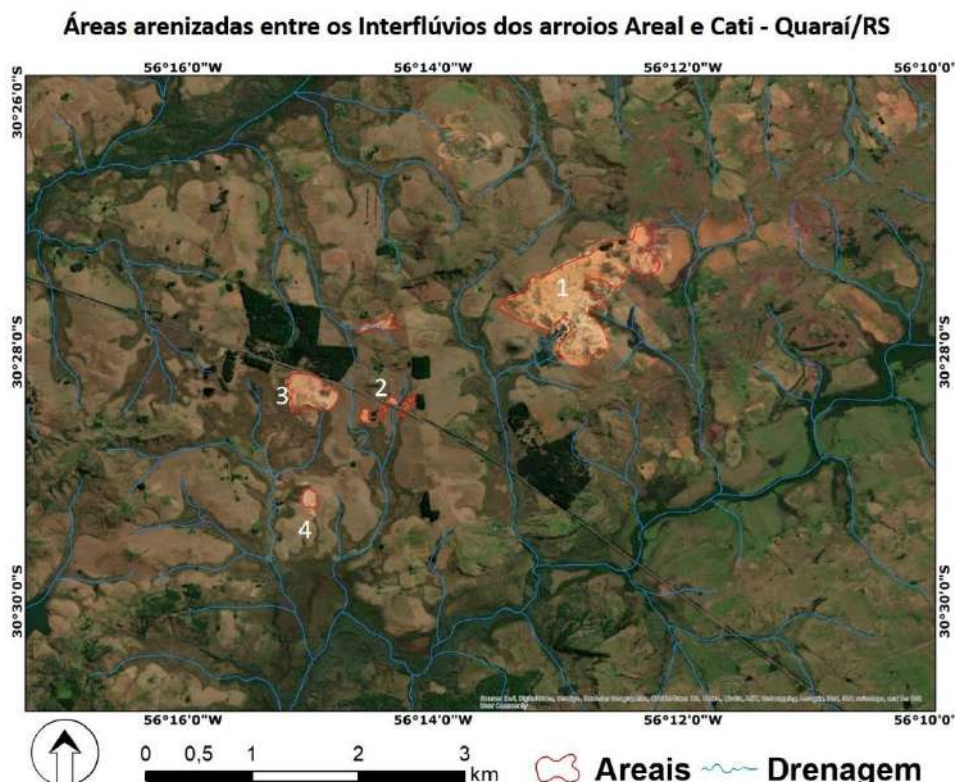 Áreas arenizadas entre os Interflúvios dos arroios Areal e Cati - Quaraí/RS
56°16'0"W 56°14'0"W 56°12'0"W 56°10'0"W
30°26'0"S
30°26'0"S
1
30°28'0"S
30°28'0"S
2
3
4
30°30'0"S
30°30'0"S
56°16'0"W 56°14'0"W 56°12'0"W 56°10'0"W
0 0,5 1 2 3
km
Areais Drenagem